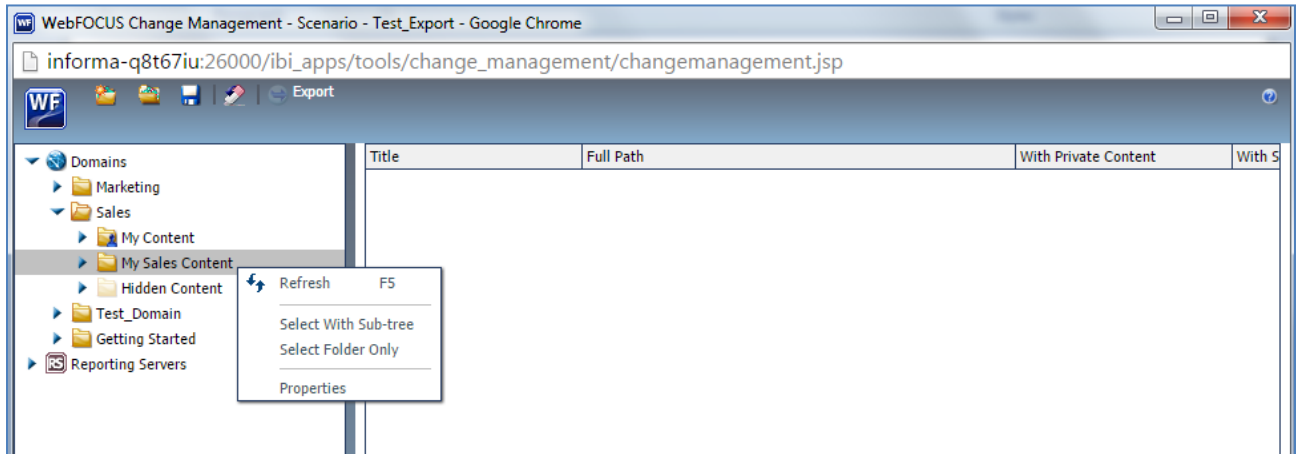 WF WebFOCUS Change Management - Scenario - Test_Export - Google Chrome
informa-q8t67iu:26000/ibi_apps/tools/change_management/changemanagement.jsp
WF Export ?
Domains
Marketing
Sales
My Content
My Sales Content
Hidden Content
Test_Domain
Getting Started
RS Reporting Servers
Refresh F5
Select With Sub-tree
Select Folder Only
Properties
Title Full Path With Private Content With S